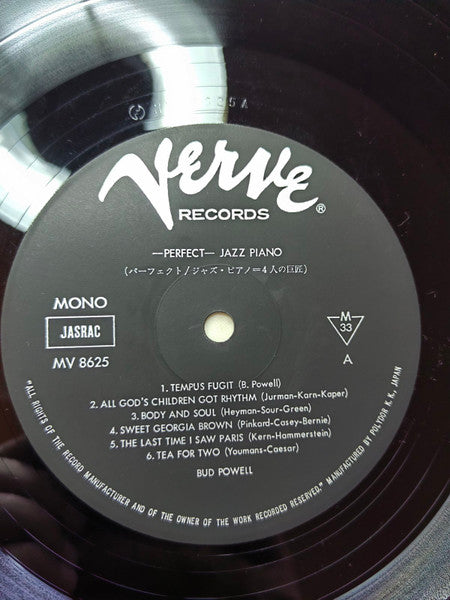 Verve
RECORDS ®
—PERFECT— JAZZ PIANO
(パーフェクト/ジャズ・ピアノ=4人の巨匠)
MONO
JASRAC
MV 8625
M
33
A
1. TEMPUS FUGIT (B. Powell)
2. ALL GOD'S CHILDREN GOT RHYTHM (Jurman-Karn-Kaper)
3. BODY AND SOUL (Heyman-Sour-Green)
4. SWEET GEORGIA BROWN (Pinkard-Casey-Bernie)
5. THE LAST TIME I SAW PARIS (Kern-Hammerstein)
6. TEA FOR TWO (Youmans-Caesar)
BUD POWELL
"ALL RIGHTS OF THE RECORD MANUFACTURER AND OF THE OWNER OF THE WORK RECORDED RESERVED." MANUFACTURED BY POLYDOR K. K., JAPAN